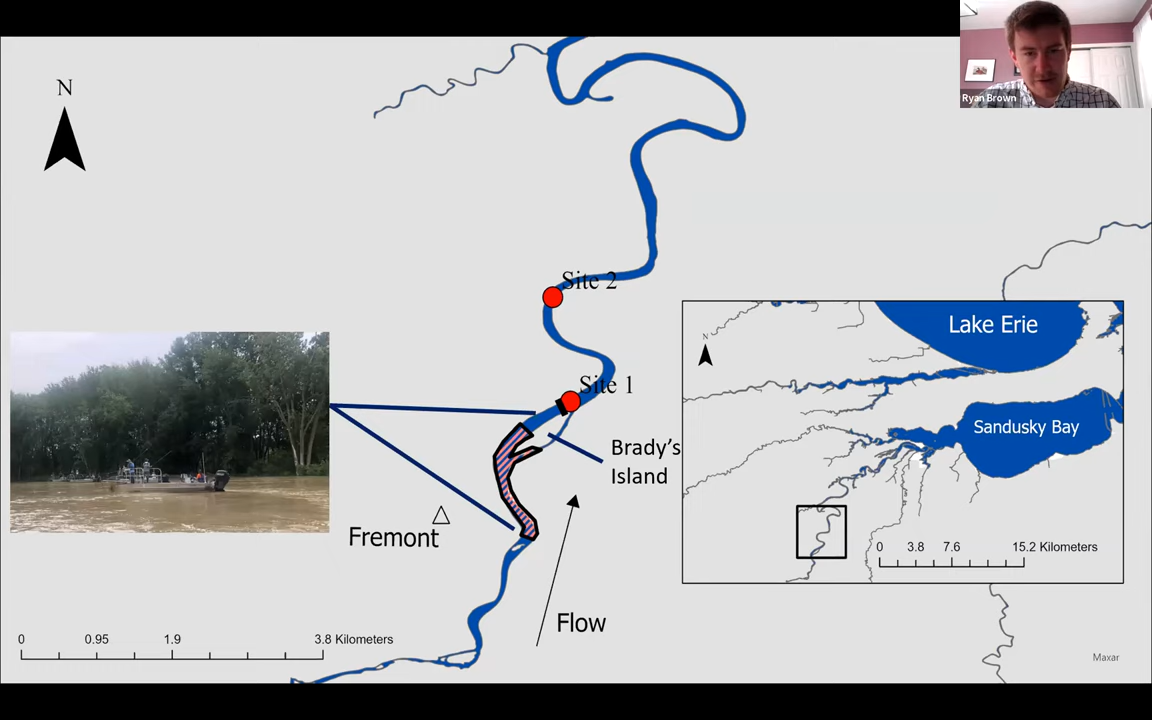 Ryan Brown
N
Site 2
Lake Erie
N
Site 1
Sandusky Bay
Brady's
Island
Fremont
0 3.8 7.6 15.2 Kilometers
Flow
0 0.95 1.9 3.8 Kilometers
Maxar